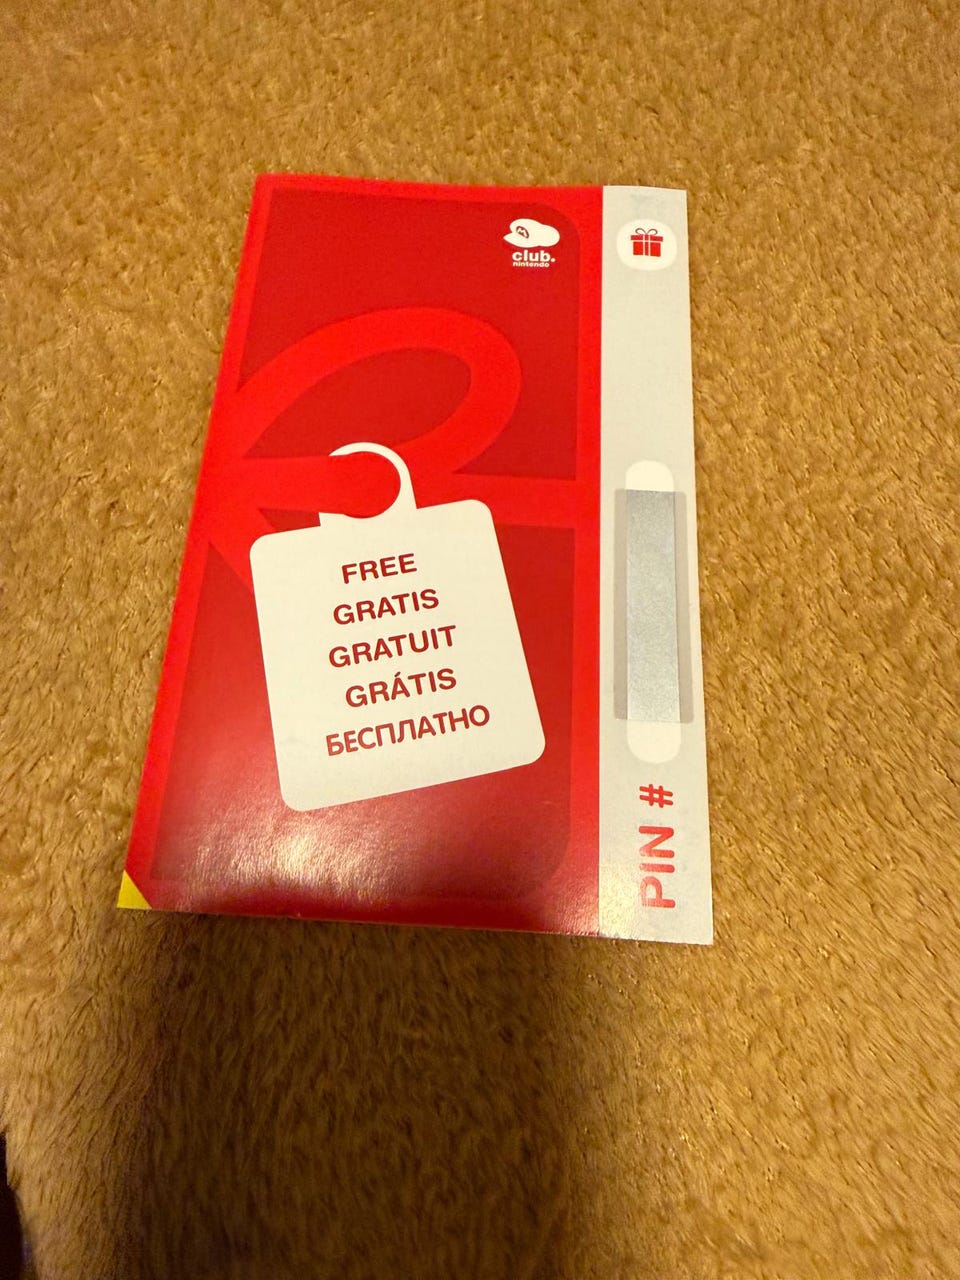 club.
nintendo
FREE
GRATIS
GRATUIT
GRÁTIS
БЕСПЛАТНО
PIN #